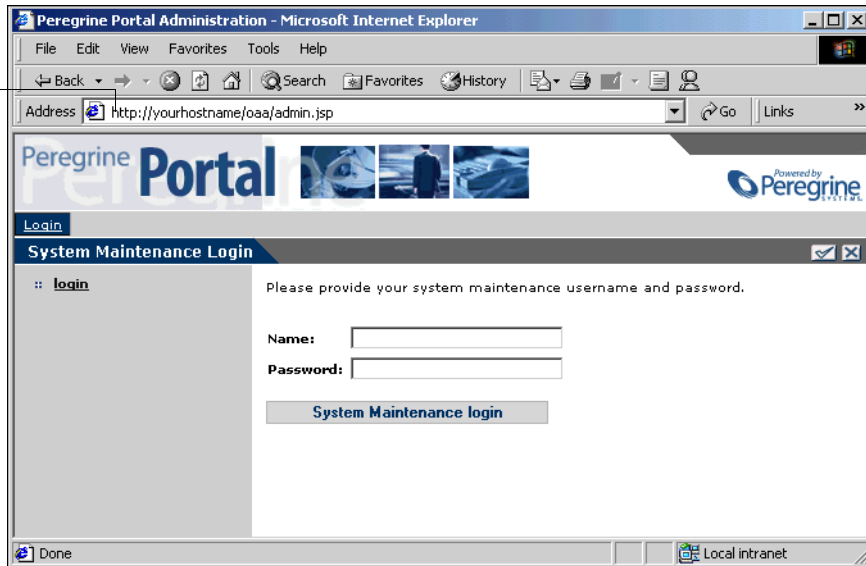 Peregrine Portal Administration - Microsoft Internet Explorer
File Edit View Favorites Tools Help
Back Search Favorites History
Address http://yourhostname/oaa/admin.jsp Go Links »
Peregrine Portal
Powered by
Peregrine
SYSTEMS
Login
System Maintenance Login
:: login
Please provide your system maintenance username and password.
Name:
Password:
System Maintenance login
Done Local intranet